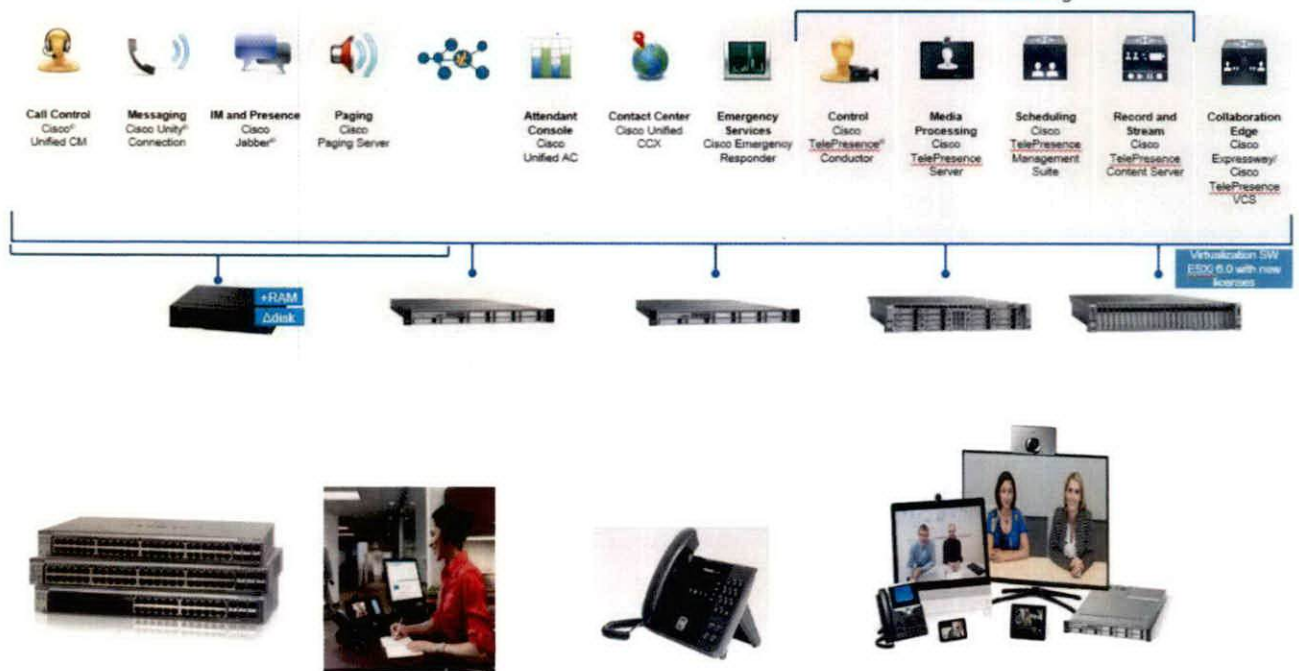 Call Control
Cisco®
Unified CM
Messaging
Cisco Unity®
Connection
IM and Presence
Cisco
Jabber®
Paging
Cisco
Paging Server
Attendant
Console
Cisco
Unified AC
Contact Center
Cisco Unified
CCX
Emergency
Services
Cisco Emergency
Responder
Control
Cisco
TelePresence®
Conductor
Media
Processing
Cisco
TelePresence
Server
Scheduling
Cisco
TelePresence
Management
Suite
Record and
Stream
Cisco
TelePresence
Content Server
Collaboration
Edge
Cisco
Expressway/
Cisco
TelePresence
VCS
+RAM
Δdisk
Virtualization SW
ESXi 6.0 with new
licenses